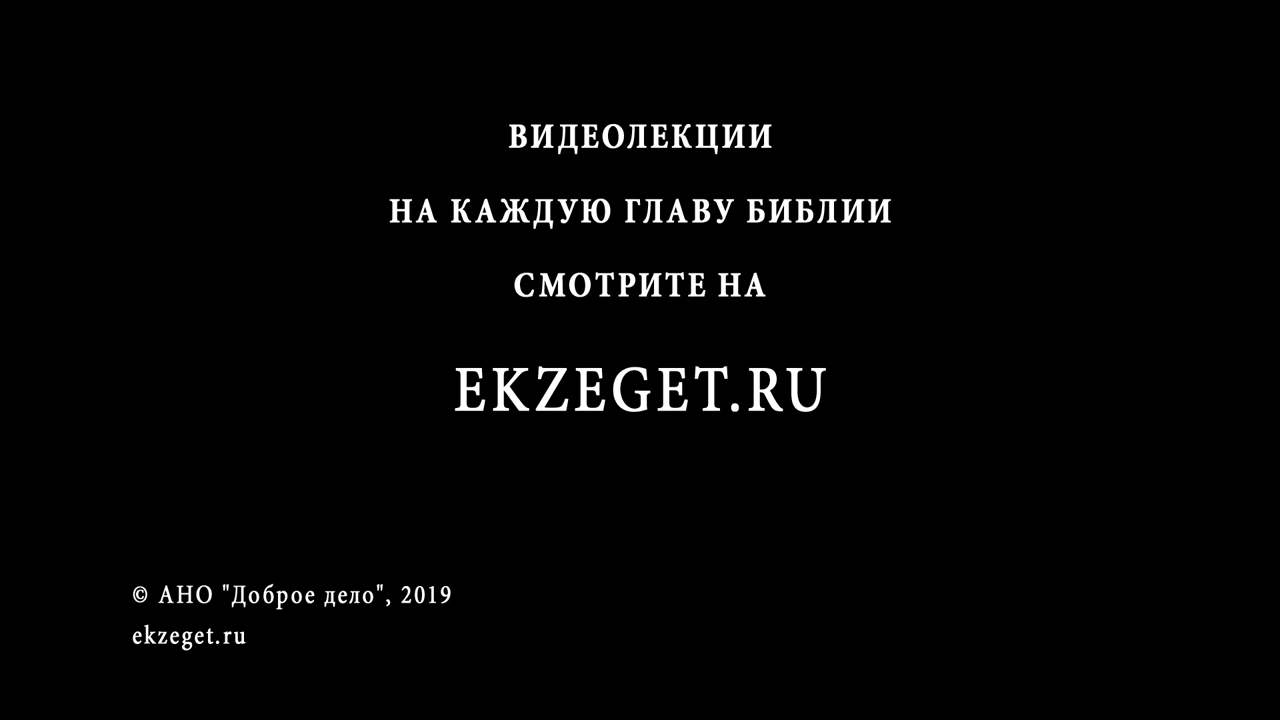 ВИДЕОЛЕКЦИИ
НА КАЖДУЮ ГЛАВУ БИБЛИИ
СМОТРИТЕ НА
EKZEGET.RU
© АНО "Доброе дело", 2019
ekzeget.ru